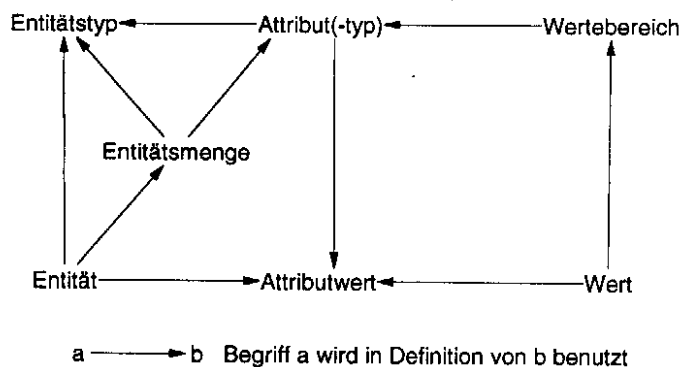 Entitätstyp Attribut(-typ) Wertebereich
Entitätsmenge
Entität Attributwert Wert
a b Begriff a wird in Definition von b benutzt